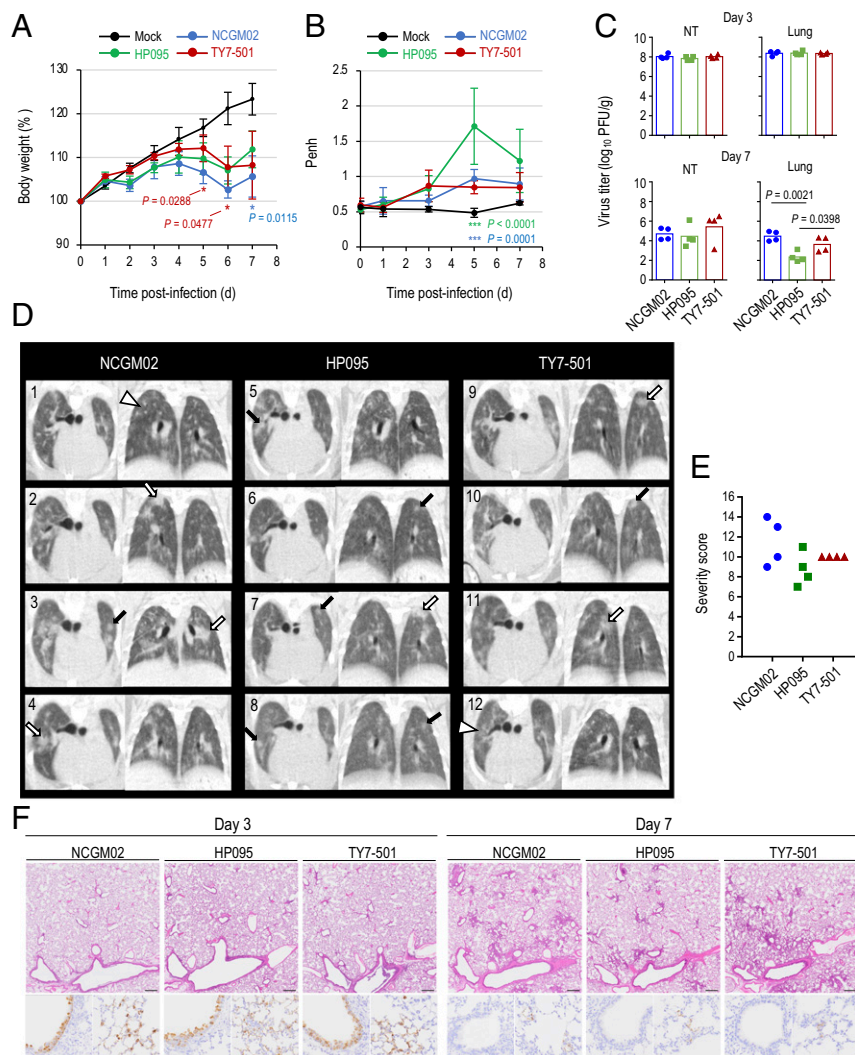 A
Mock
NCGM02
HP095
TY7-501
Body weight (% )
130
120
110
100
90
P = 0.0288
*
P = 0.0477
*
*
P = 0.0115
0 1 2 3 4 5 6 7 8
Time post-infection (d)
B
Mock
NCGM02
HP095
TY7-501
Penh
2.5
2
1.5
1
0.5
0
*** P < 0.0001
*** P = 0.0001
0 1 2 3 4 5 6 7 8
Time post-infection (d)
C
Day 3
NT
Lung
10
8
6
4
2
0
Day 7
NT
Lung
10
8
6
4
2
0
P = 0.0021
P = 0.0398
Virus titer (log10 PFU/g)
NCGM02
HP095
TY7-501
NCGM02
HP095
TY7-501
D
NCGM02
HP095
TY7-501
1
5
9
2
6
10
3
7
11
4
8
12
E
Severity score
16
14
12
10
8
6
4
2
0
NCGM02
HP095
TY7-501
F
Day 3
Day 7
NCGM02
HP095
TY7-501
NCGM02
HP095
TY7-501